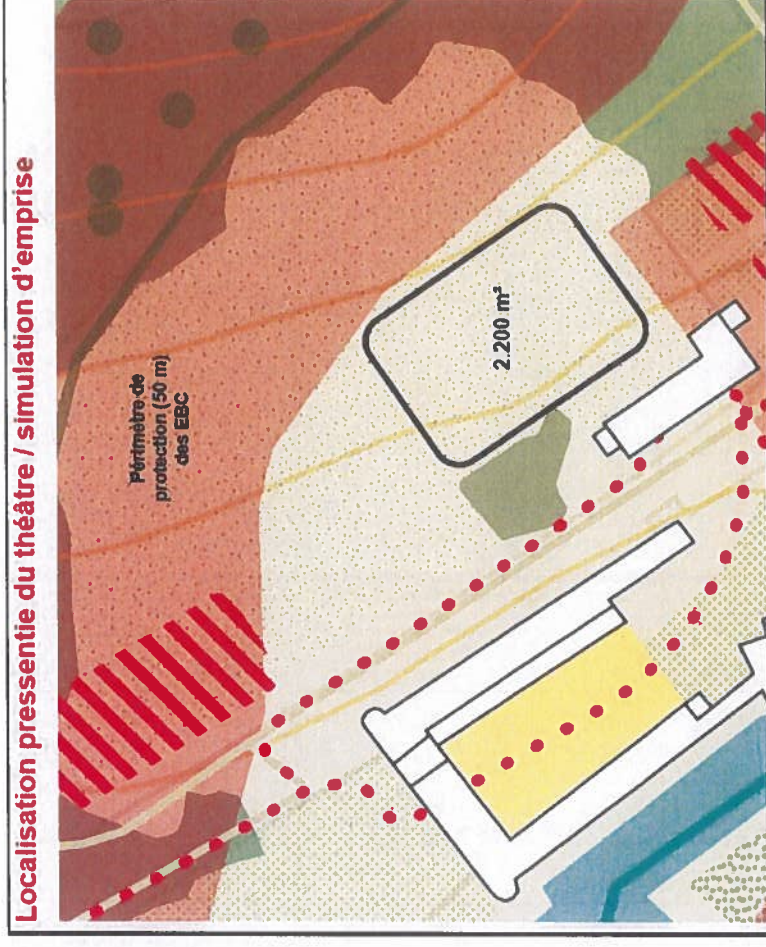 Localisation pressentie du théâtre / simulation d'emprise
Périmètre de
protection (50 m)
des EBC
2.200 m²